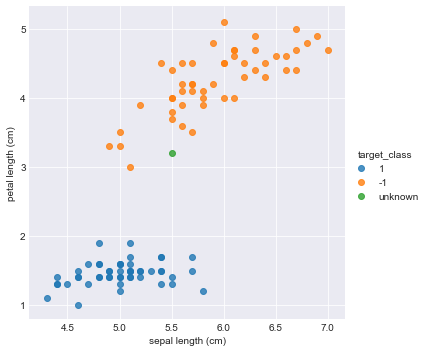 5
4
3
2
1
petal length (cm)
4.5 5.0 5.5 6.0 6.5 7.0
sepal length (cm)
target_class
1
-1
unknown